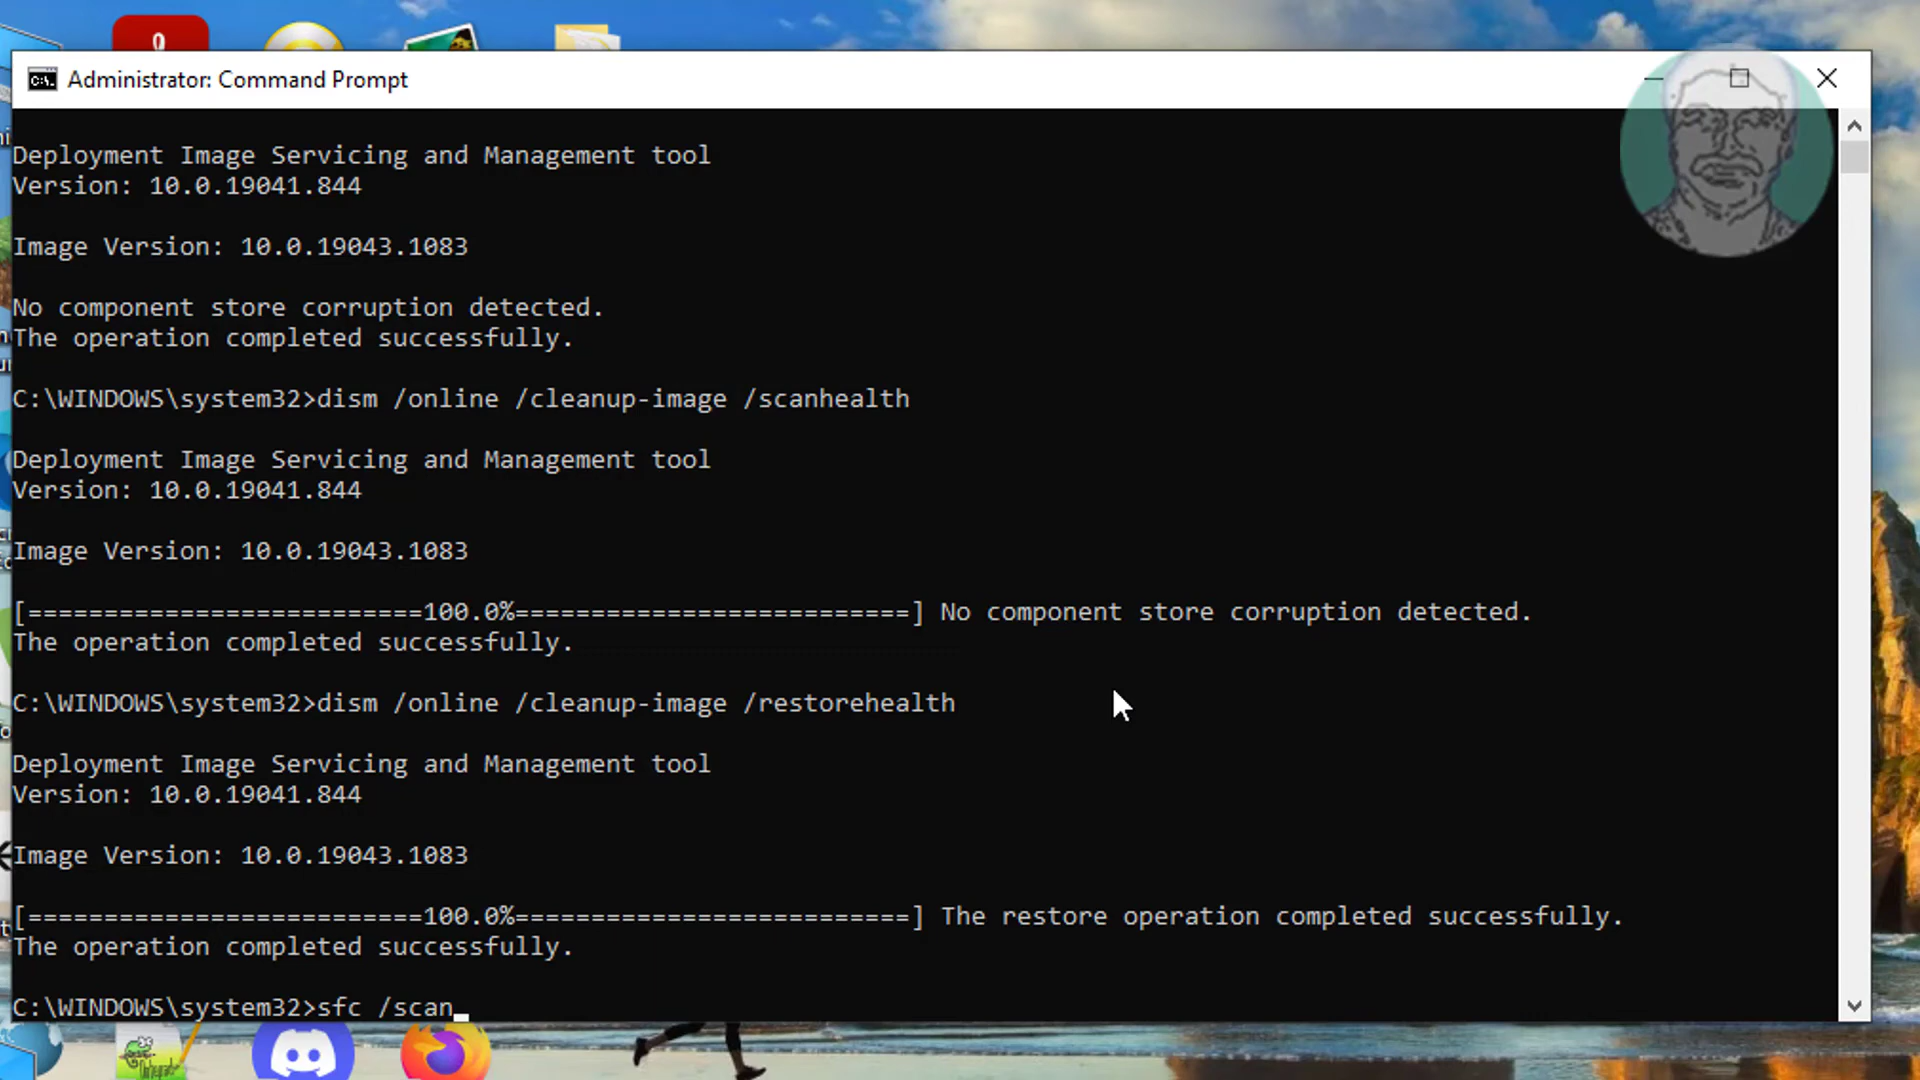 Administrator: Command Prompt
Deployment Image Servicing and Management tool
Version: 10.0.19041.844
Image Version: 10.0.19043.1083
No component store corruption detected.
The operation completed successfully.
C:\WINDOWS\system32>dism /online /cleanup-image /scanhealth
Deployment Image Servicing and Management tool
Version: 10.0.19041.844
Image Version: 10.0.19043.1083
[==========================100.0%==========================] No component store corruption detected.
The operation completed successfully.
C:\WINDOWS\system32>dism /online /cleanup-image /restorehealth
Deployment Image Servicing and Management tool
Version: 10.0.19041.844
Image Version: 10.0.19043.1083
[==========================100.0%==========================] The restore operation completed successfully.
The operation completed successfully.
C:\WINDOWS\system32>sfc /scan